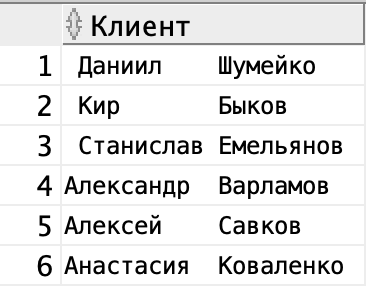 Клиент
1 Даниил Шумейко
2 Кир Быков
3 Станислав Емельянов
4 Александр Варламов
5 Алексей Савков
6 Анастасия Коваленко